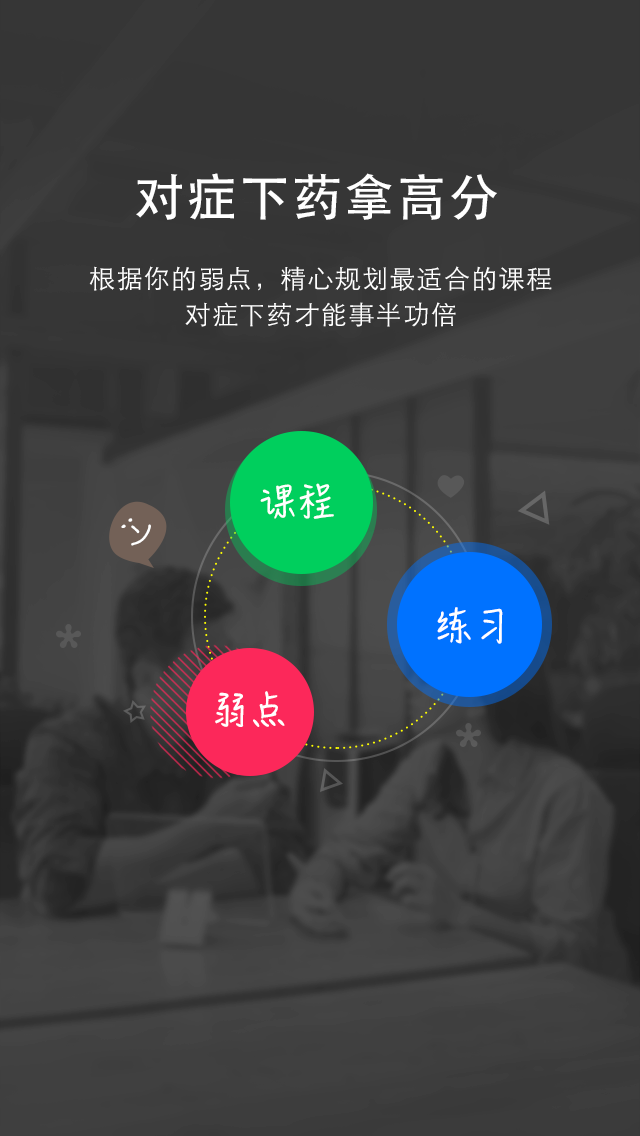 对症下药拿高分
根据你的弱点，精心规划最适合的课程
对症下药才能事半功倍
课程
练习
弱点